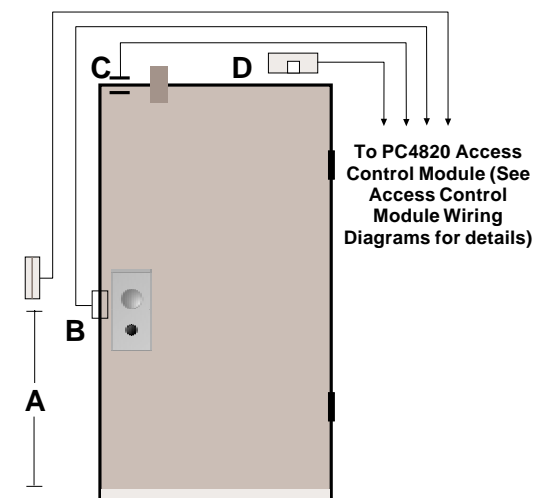 C
D
To PC4820 Access
Control Module (See
Access Control
Module Wiring
Diagrams for details)
B
A